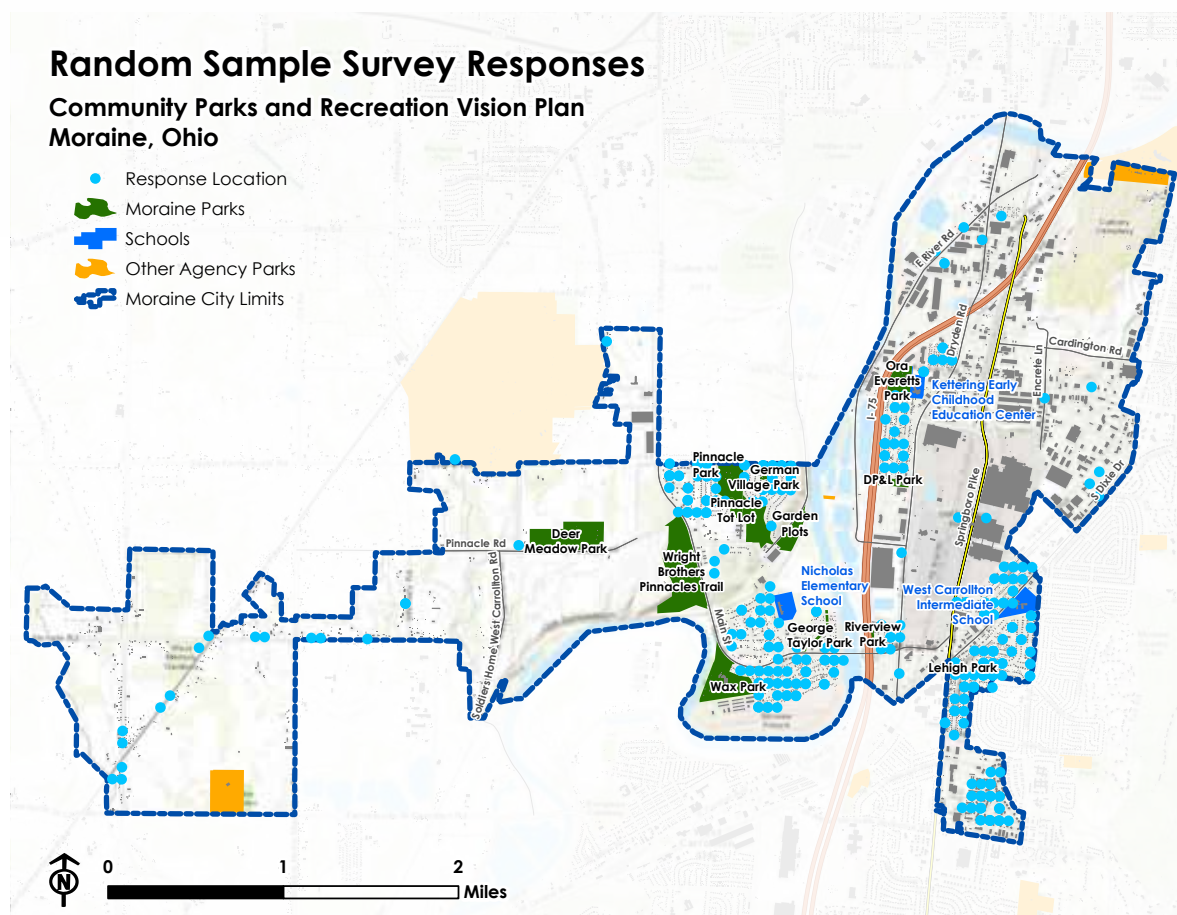 Random Sample Survey Responses
Community Parks and Recreation Vision Plan
Moraine, Ohio
Response Location
Moraine Parks
Schools
Other Agency Parks
Moraine City Limits
E River Rd
Dryden Rd
Cardington Rd
Encrete Ln
Ora
Everetts
Park
Kettering Early
Childhood
Education Center
I-75
DP&L Park
S Dixie Dr
Springboro Pike
Pinnacle
Park
German
Village Park
Pinnacle
Tot Lot
Garden
Plots
Deer
Meadow Park
Pinnacle Rd
Soldiers Home West Carrollton Rd
Wright
Brothers
Pinnacles Trail
Main St
Nicholas
Elementary
School
West Carrollton
Intermediate
School
George
Taylor Park
Riverview
Park
Lehigh Park
Wax Park
N
0
1
2
Miles